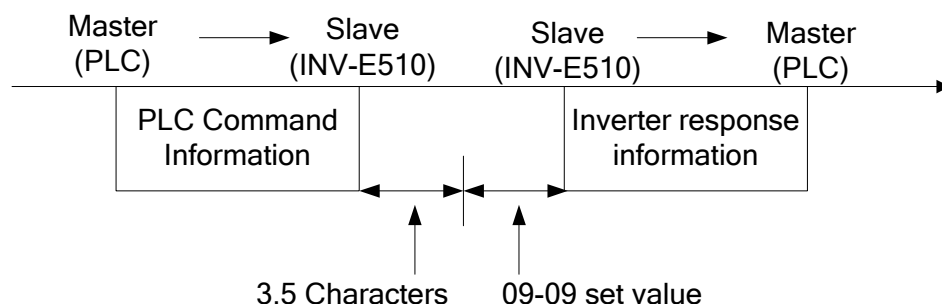 Master
(PLC)
Slave
(INV-E510)
Slave
(INV-E510)
Master
(PLC)
PLC Command
Information
Inverter response
information
3.5 Characters
09-09 set value